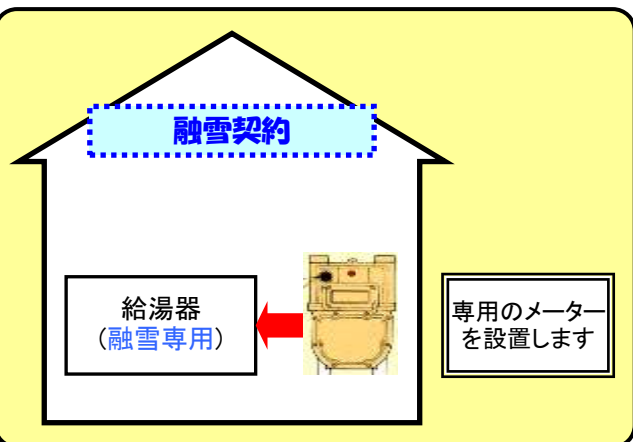 融雪契約
給湯器
（融雪専用）
専用のメーター
を設置します